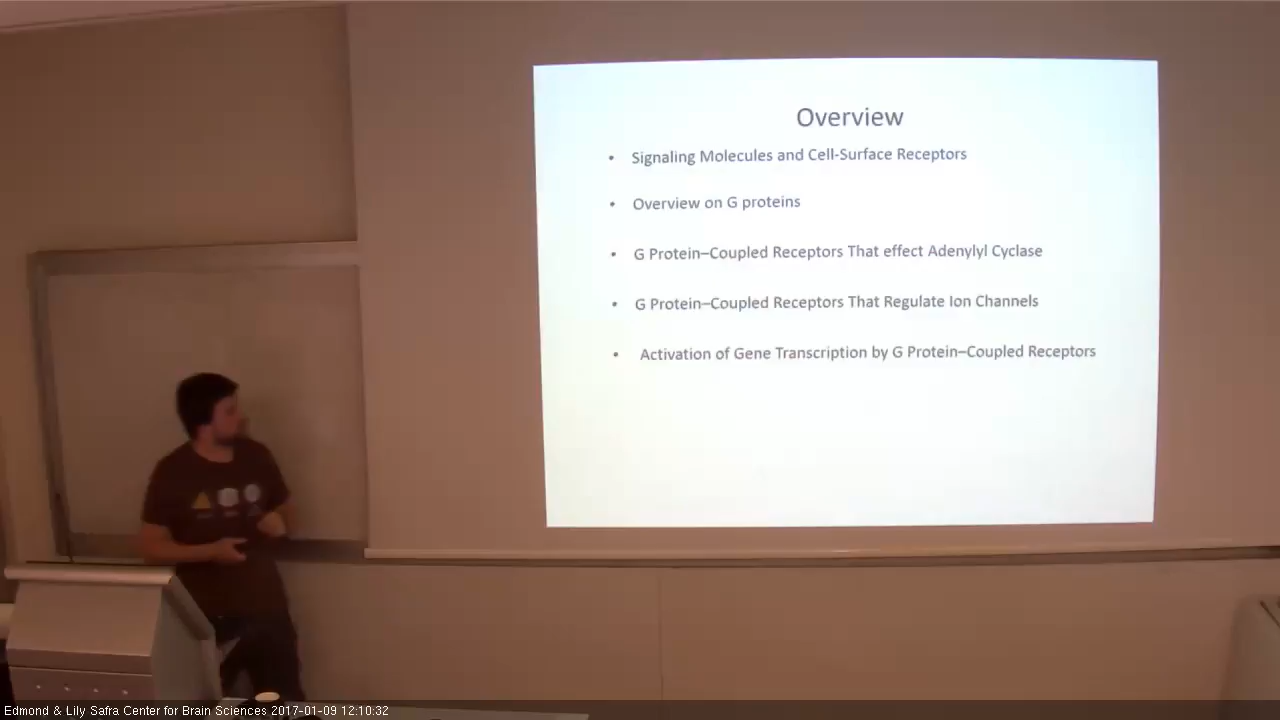 Overview
• Signaling Molecules and Cell-Surface Receptors
• Overview on G proteins
• G Protein–Coupled Receptors That effect Adenylyl Cyclase
• G Protein–Coupled Receptors That Regulate Ion Channels
• Activation of Gene Transcription by G Protein–Coupled Receptors
Edmond & Lily Safra Center for Brain Sciences 2017-01-09 12:10:32